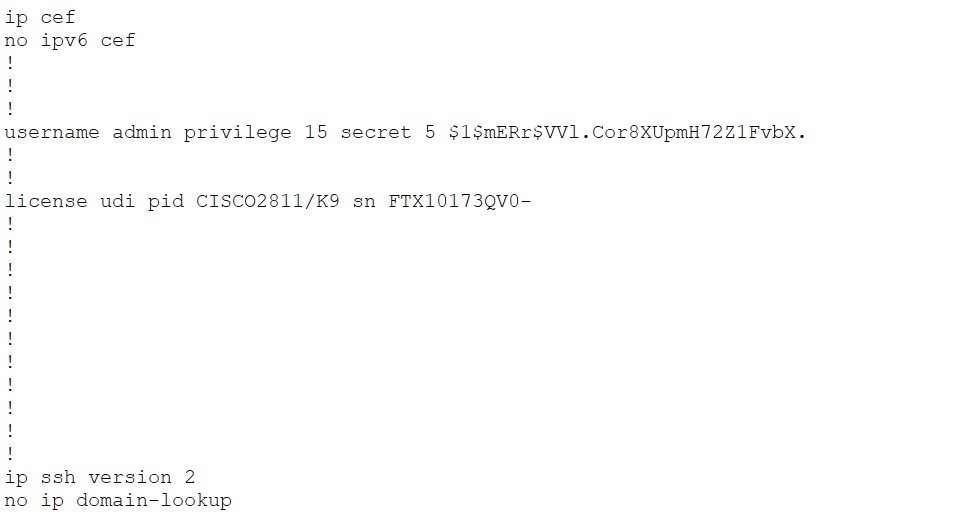 ip cef
no ipv6 cef
!
!
!
username admin privilege 15 secret 5 $1$mERr$VVl.Cor8XUpmH72Z1FvbX.
!
!
license udi pid CISCO2811/K9 sn FTX10173QV0-
!
!
!
!
!
!
!
!
!
!
!
ip ssh version 2
no ip domain-lookup